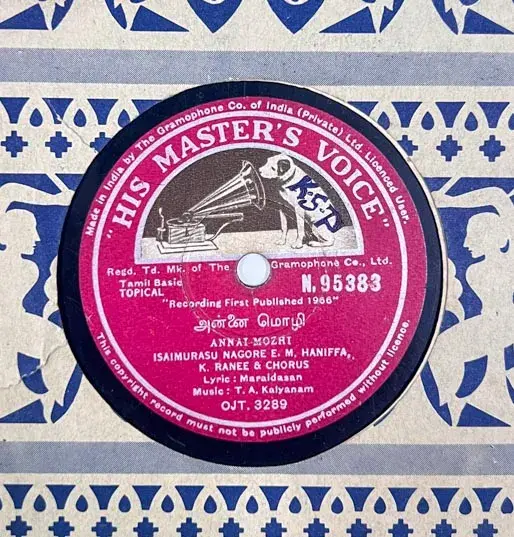 Made in India by The Gramophone Co. of India (Private) Ltd. Licenced User.
"HIS MASTER'S VOICE"
KSP
Regd. Td. Mk. of The Gramophone Co., Ltd.
Tamil Basic
TOPICAL
N.95383
"Recording First Published 1966"
அன்னை மொழி
ANNAI-MOZHI
ISAIMURASU NAGORE E. M. HANIFFA,
K. RANEE & CHORUS
Lyric : Maraidasan
Music : T. A. Kalyanam
OJT. 3289
This copyright record must not be publicly performed without licence.